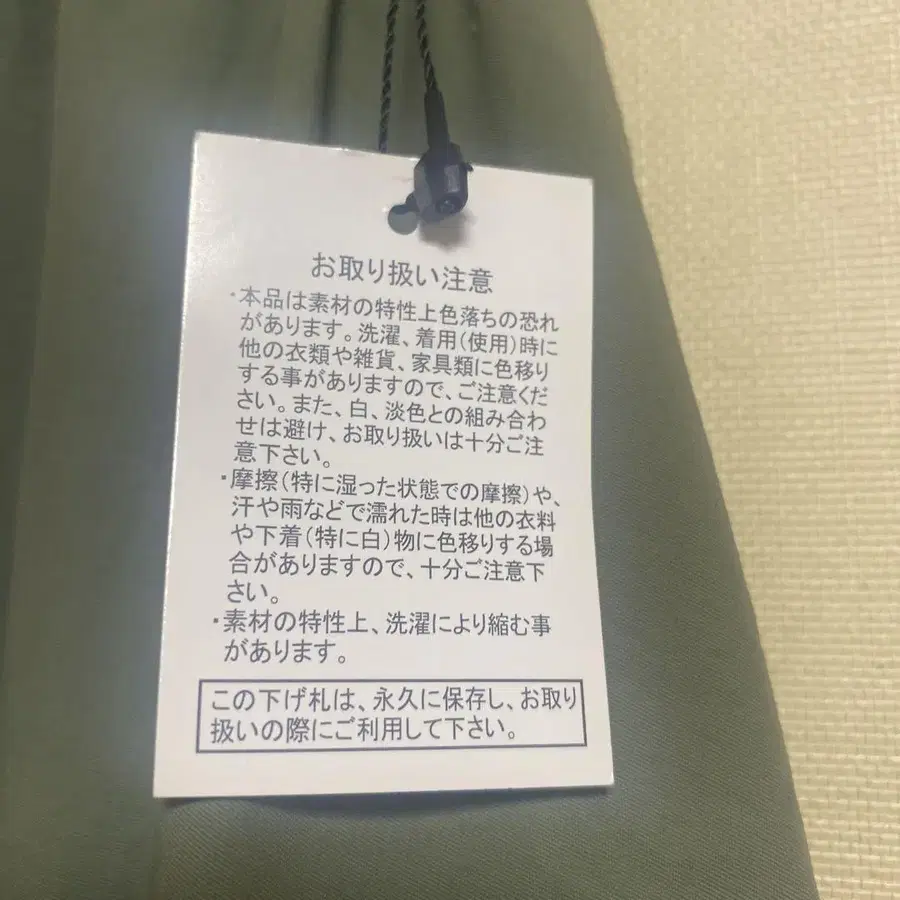 お取り扱い注意
・本品は素材の特性上色落ちの恐れ
があります。洗濯、着用(使用)時に
他の衣類や雑貨、家具類に色移り
する事がありますので、ご注意くだ
さい。また、白、淡色との組み合わ
せは避け、お取り扱いは十分ご注
意下さい。
・摩擦(特に湿った状態での摩擦)や、
汗や雨などで濡れた時は他の衣料
や下着(特に白)物に色移りする場
合がありますので、十分ご注意下
さい。
・素材の特性上、洗濯により縮む事
があります。
この下げ札は、永久に保存し、お取り
扱いの際にご利用して下さい。